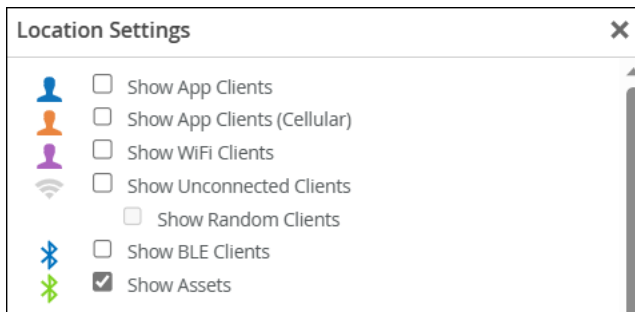 Location Settings
Show App Clients
Show App Clients (Cellular)
Show WiFi Clients
Show Unconnected Clients
Show Random Clients
Show BLE Clients
Show Assets